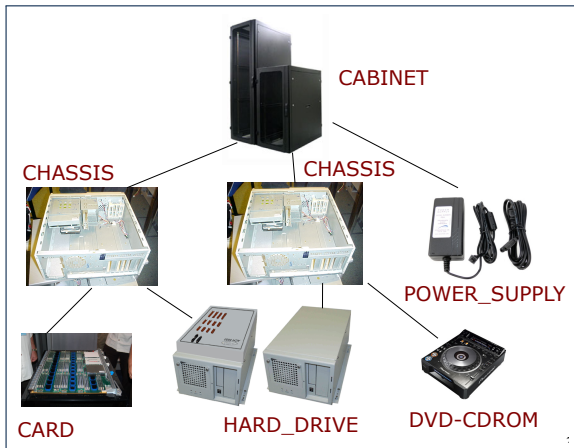 CABINET
CHASSIS
CHASSIS
POWER_SUPPLY
CARD
HARD_DRIVE
DVD-CDROM